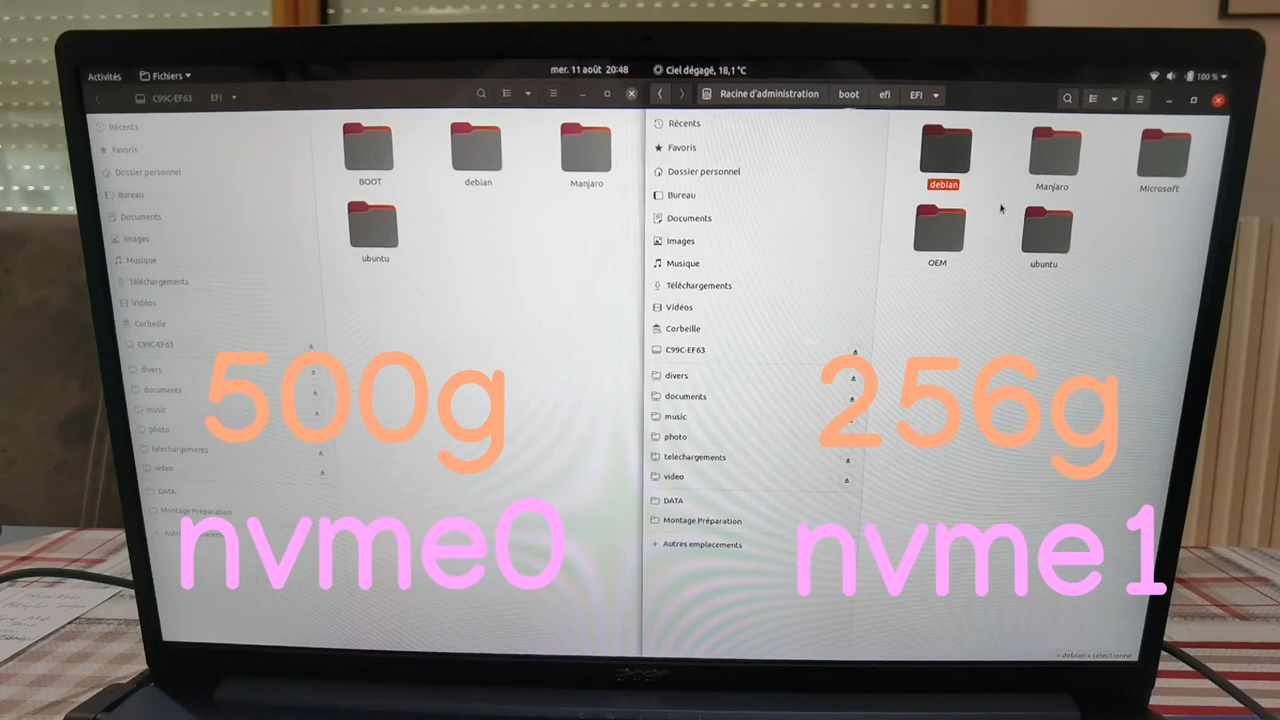 Activités Fichiers mer. 11 août 20:48 Ciel dégagé, 18,1 °C 100 %
C99C-EF63 EFI
Racine d'administration boot efi EFI
Récents
Favoris
Dossier personnel
Bureau
Documents
Images
Musique
Téléchargements
Vidéos
Corbeille
C99C-EF63
divers
documents
music
photo
telechargements
video
DATA
Montage Préparation
BOOT debian Manjaro
ubuntu
500g
nvme0
Récents
Favoris
Dossier personnel
Bureau
Documents
Images
Musique
Téléchargements
Vidéos
Corbeille
C99C-EF63
divers
documents
music
photo
telechargements
video
DATA
Montage Préparation
+ Autres emplacements
debian Manjaro Microsoft
OEM ubuntu
256g
nvme1
« debian » sélectionné
acer